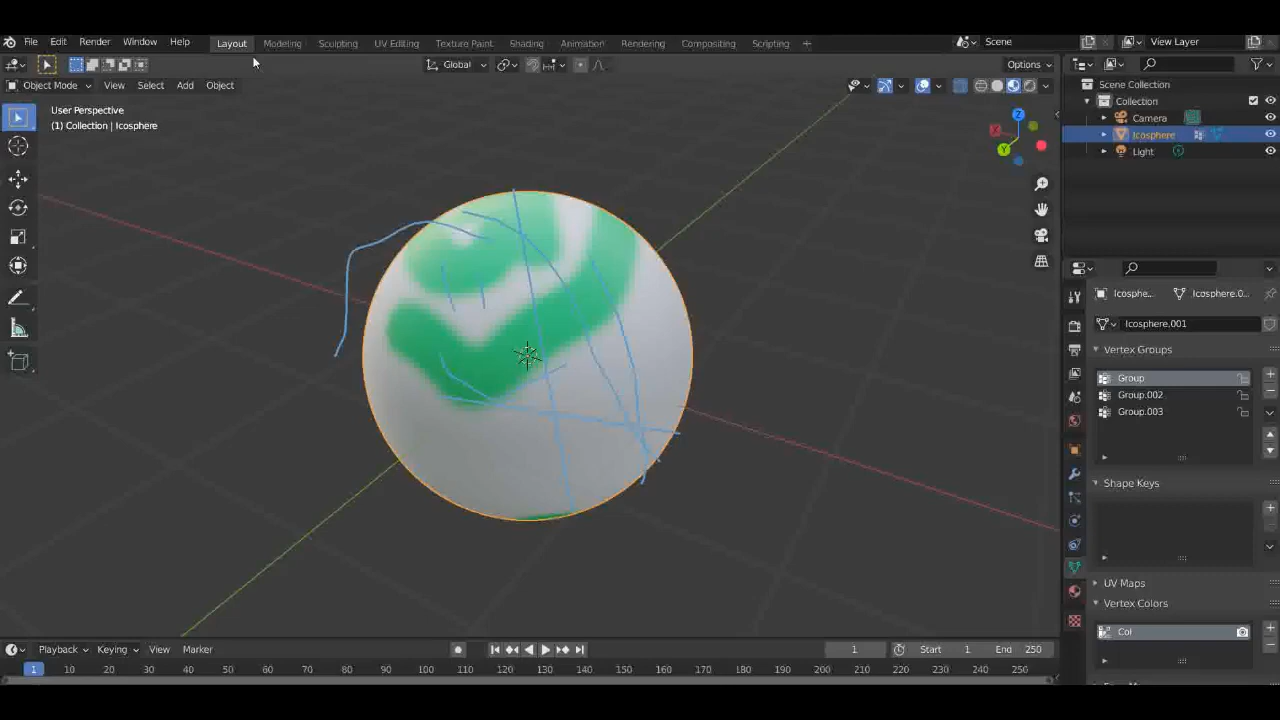 File Edit Render Window Help Layout Modeling Sculpting UV Editing Texture Paint Shading Animation Rendering Compositing Scripting + Scene View Layer
Global Options
Object Mode View Select Add Object
User Perspective
(1) Collection | Icosphere
Z
X
Y
Scene Collection
Collection
Camera
Icosphere
Light
Icosphe... Icosphere.0...
Icosphere.001
Vertex Groups
Group
Group.002
Group.003
Shape Keys
UV Maps
Vertex Colors
Col
Playback Keying View Marker 1 Start 1 End 250
1 10 20 30 40 50 60 70 80 90 100 110 120 130 140 150 160 170 180 190 200 210 220 230 240 250